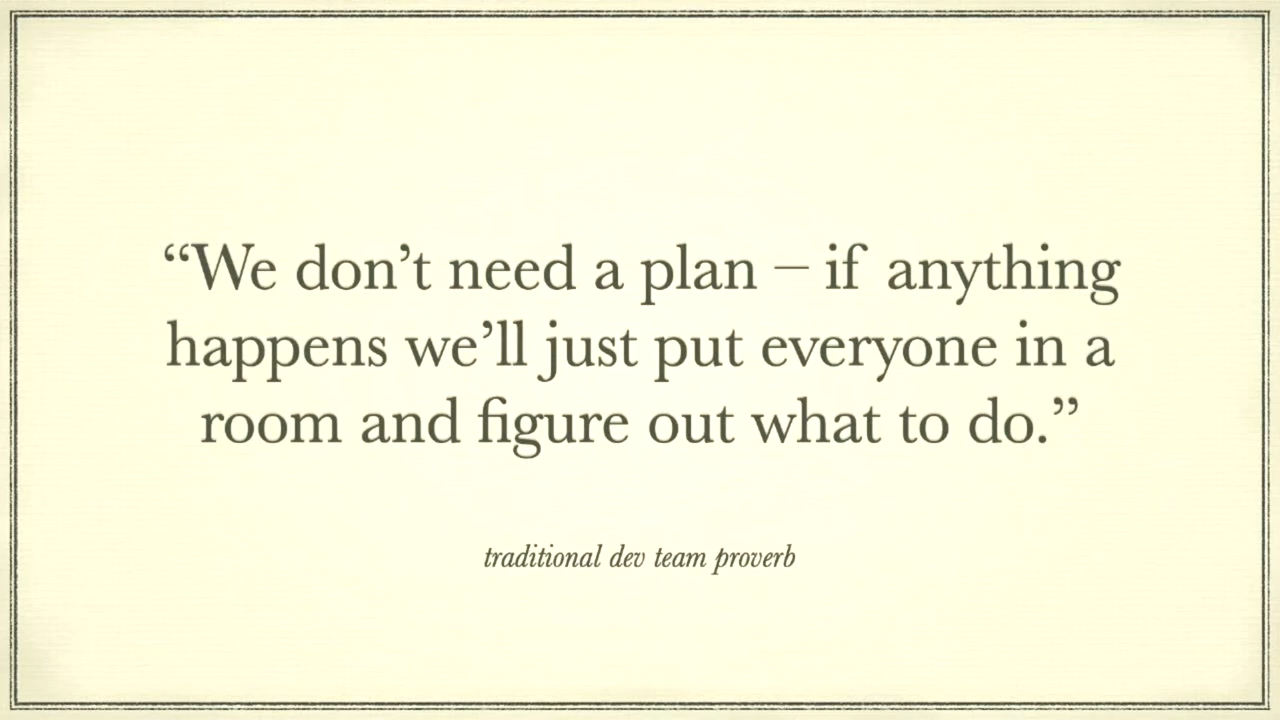 “We don’t need a plan – if anything
happens we’ll just put everyone in a
room and figure out what to do.”
traditional dev team proverb